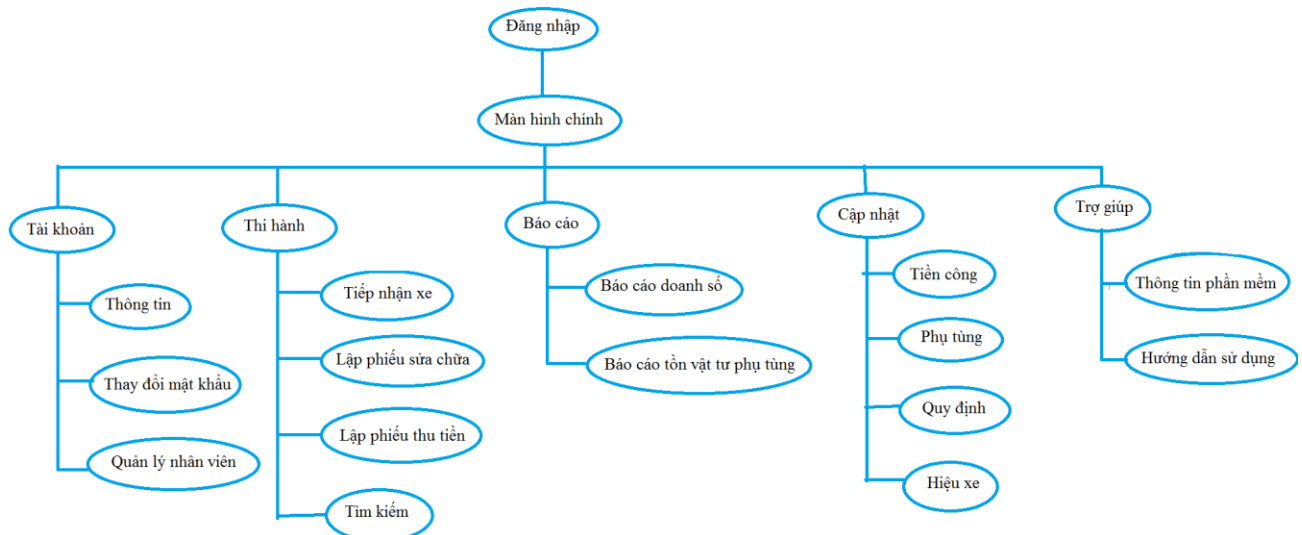 Đăng nhập
Màn hình chính
Tài khoản
Thi hành
Báo cáo
Cập nhật
Trợ giúp
Thông tin
Thay đổi mật khẩu
Quản lý nhân viên
Tiếp nhận xe
Lập phiếu sửa chữa
Lập phiếu thu tiền
Tìm kiếm
Báo cáo doanh số
Báo cáo tồn vật tư phụ tùng
Tiền công
Phụ tùng
Quy định
Hiệu xe
Thông tin phần mềm
Hướng dẫn sử dụng